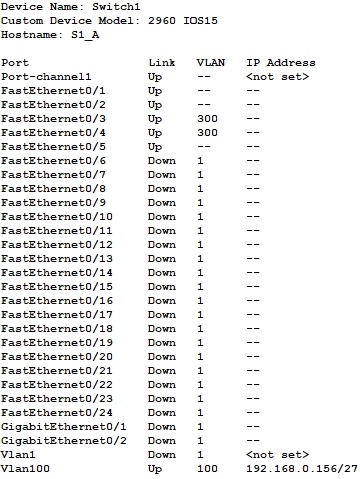 Device Name: Switch1
Custom Device Model: 2960 IOS15
Hostname: S1_A

Port Link VLAN IP Address
Port-channel1 Up -- <not set>
FastEthernet0/1 Up -- --
FastEthernet0/2 Up -- --
FastEthernet0/3 Up 300 --
FastEthernet0/4 Up 300 --
FastEthernet0/5 Up -- --
FastEthernet0/6 Down 1 --
FastEthernet0/7 Down 1 --
FastEthernet0/8 Down 1 --
FastEthernet0/9 Down 1 --
FastEthernet0/10 Down 1 --
FastEthernet0/11 Down 1 --
FastEthernet0/12 Down 1 --
FastEthernet0/13 Down 1 --
FastEthernet0/14 Down 1 --
FastEthernet0/15 Down 1 --
FastEthernet0/16 Down 1 --
FastEthernet0/17 Down 1 --
FastEthernet0/18 Down 1 --
FastEthernet0/19 Down 1 --
FastEthernet0/20 Down 1 --
FastEthernet0/21 Down 1 --
FastEthernet0/22 Down 1 --
FastEthernet0/23 Down 1 --
FastEthernet0/24 Down 1 --
GigabitEthernet0/1 Down 1 --
GigabitEthernet0/2 Down 1 --
Vlan1 Down 1 <not set>
Vlan100 Up 100 192.168.0.156/27